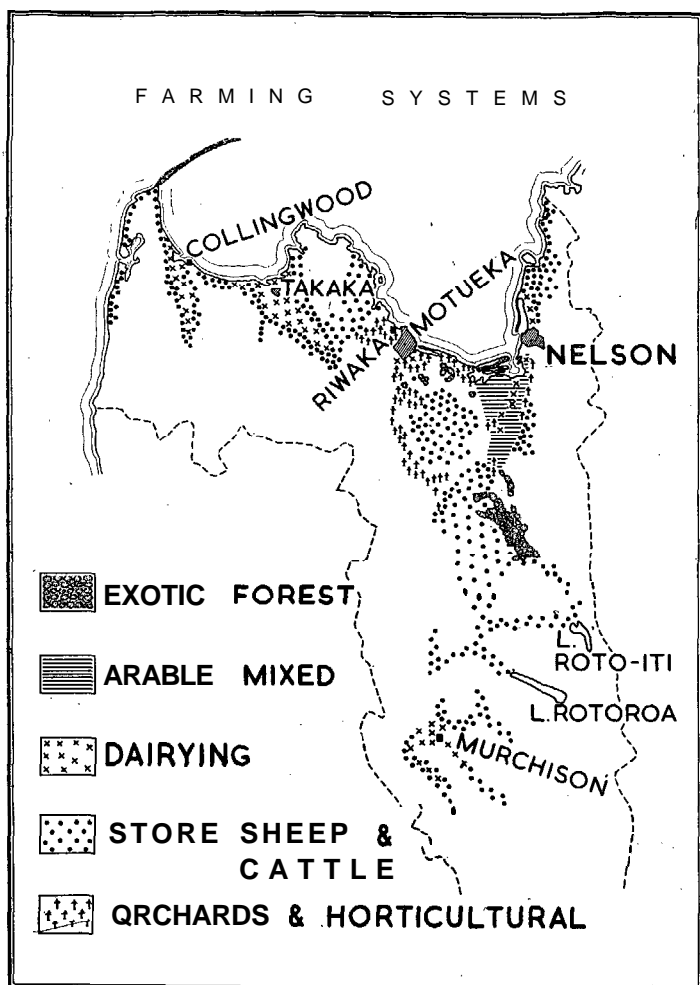 FARMING SYSTEMS
COLLINGWOOD
TAKAKA
RIWAKA
MOTUEKA
NELSON
EXOTIC FOREST
L.
ROTO-ITI
ARABLE MIXED
L.ROTOROA
DAIRYING
MURCHISON
STORE SHEEP &
CATTLE
QRCHARDS & HORTICULTURAL